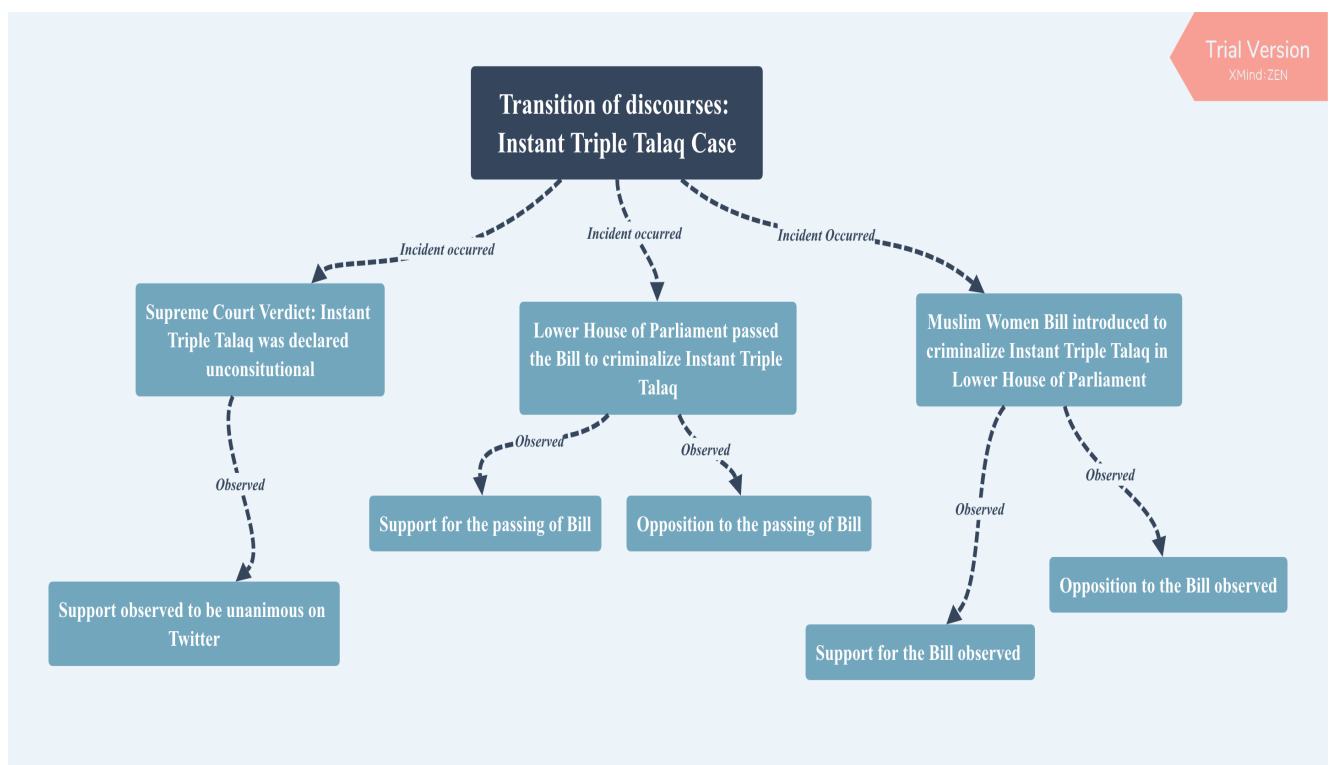 Trial Version
XMind:ZEN
Transition of discourses:
Instant Triple Talaq Case
Incident occurred
Incident occurred
Incident Occurred
Supreme Court Verdict: Instant
Triple Talaq was declared
unconsitutional
Lower House of Parliament passed
the Bill to criminalize Instant Triple
Talaq
Muslim Women Bill introduced to
criminalize Instant Triple Talaq in
Lower House of Parliament
Observed
Observed
Observed
Observed
Observed
Support for the passing of Bill
Opposition to the passing of Bill
Support observed to be unanimous on
Twitter
Opposition to the Bill observed
Support for the Bill observed